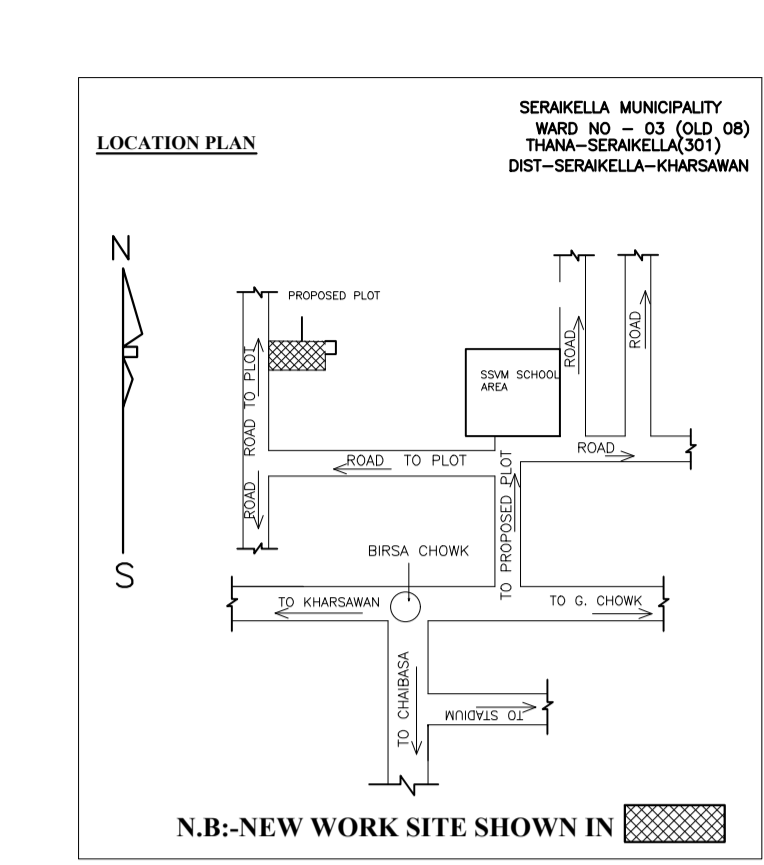 SERAIKELLA MUNICIPALITY
WARD NO - 03 (OLD 08)
THANA-SERAIKELLA(301)
DIST-SERAIKELLA-KHARSAWAN
LOCATION PLAN
N
PROPOSED PLOT
ROAD
ROAD
ROAD TO PLOT
SSVM SCHOOL
AREA
ROAD
ROAD TO PLOT
ROAD
TO PROPOSED PLOT
BIRSA CHOWK
S
TO KHARSAWAN
TO G. CHOWK
TO CHAIBASA
TO STADIUM
N.B:-NEW WORK SITE SHOWN IN